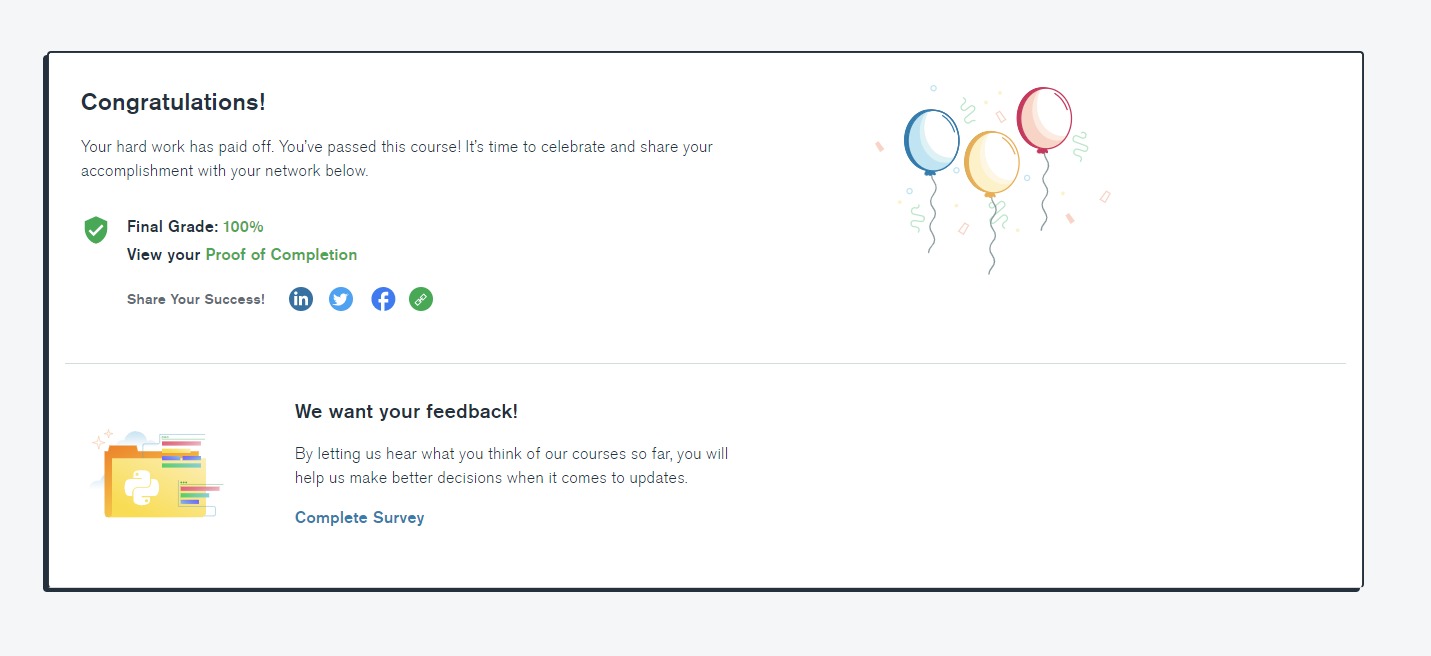 Congratulations!
Your hard work has paid off. You've passed this course! It's time to celebrate and share your
accomplishment with your network below.
Final Grade: 100%
View your Proof of Completion
Share Your Success!
We want your feedback!
By letting us hear what you think of our courses so far, you will
help us make better decisions when it comes to updates.
Complete Survey